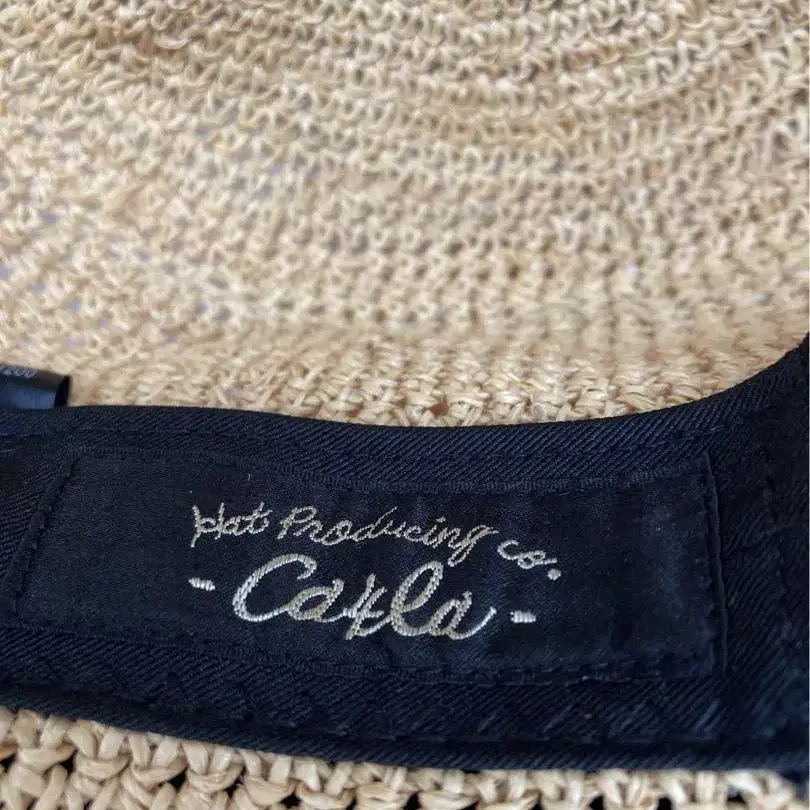 Hat Producing co.
- Carla -